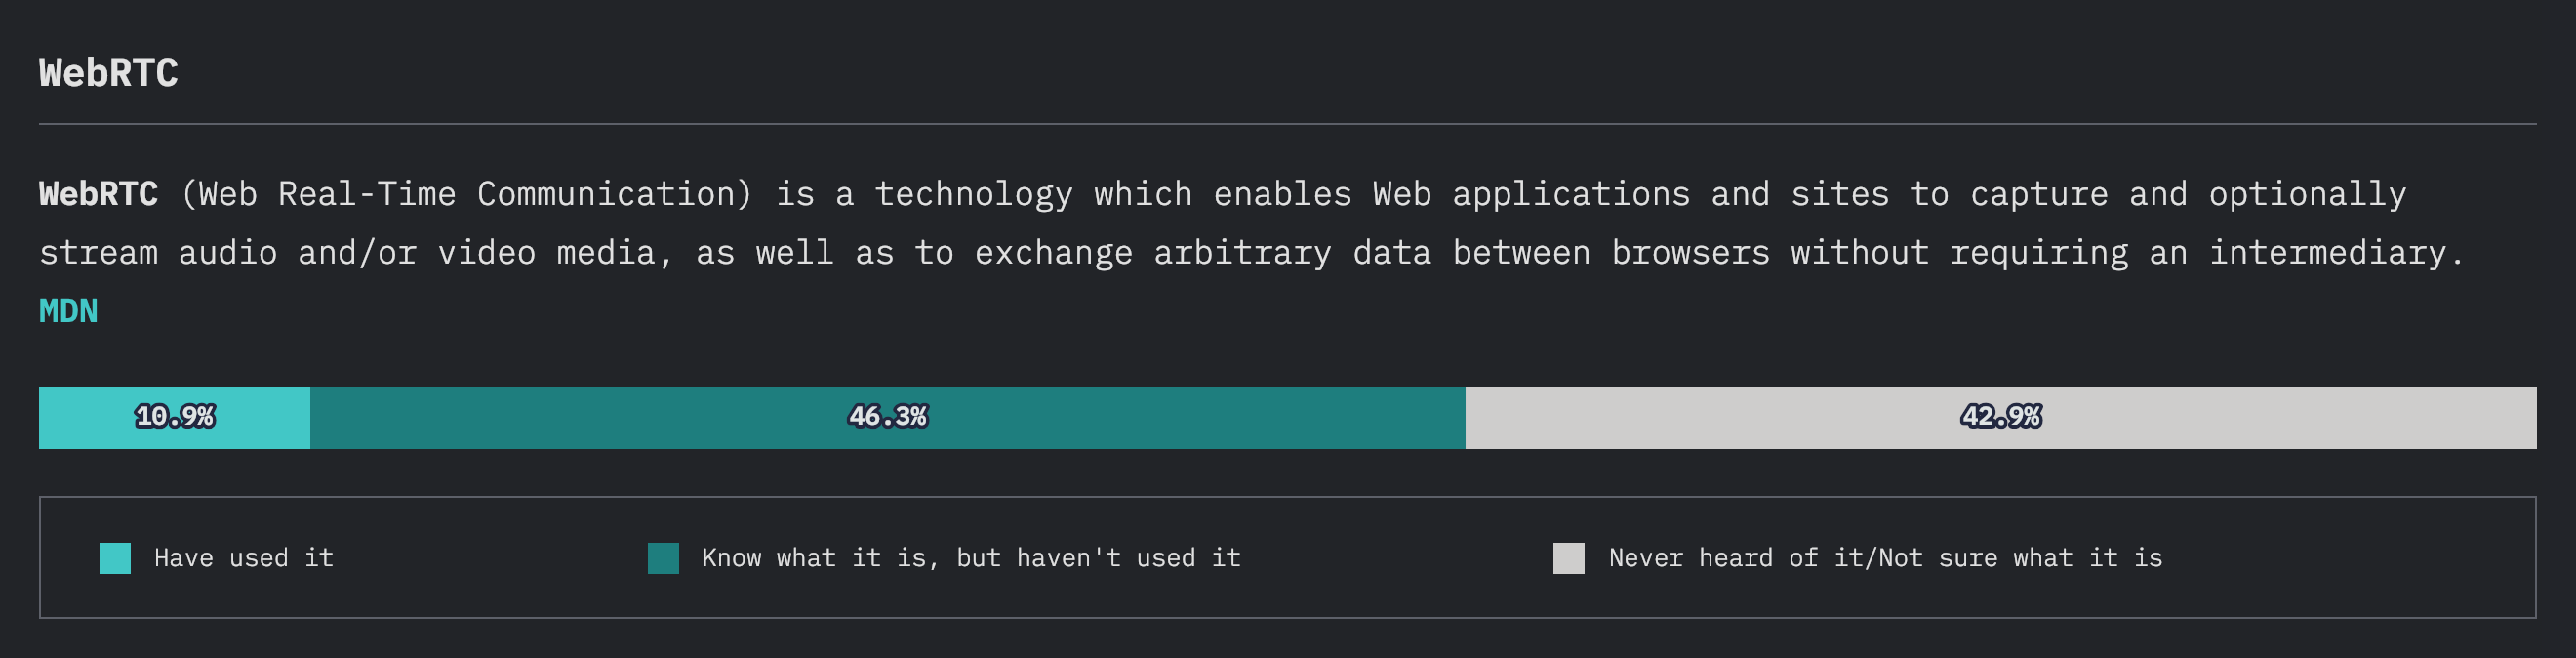 WebRTC
WebRTC (Web Real-Time Communication) is a technology which enables Web applications and sites to capture and optionally
stream audio and/or video media, as well as to exchange arbitrary data between browsers without requiring an intermediary.
MDN
10.9% 46.3% 42.9%
Have used it Know what it is, but haven't used it Never heard of it/Not sure what it is